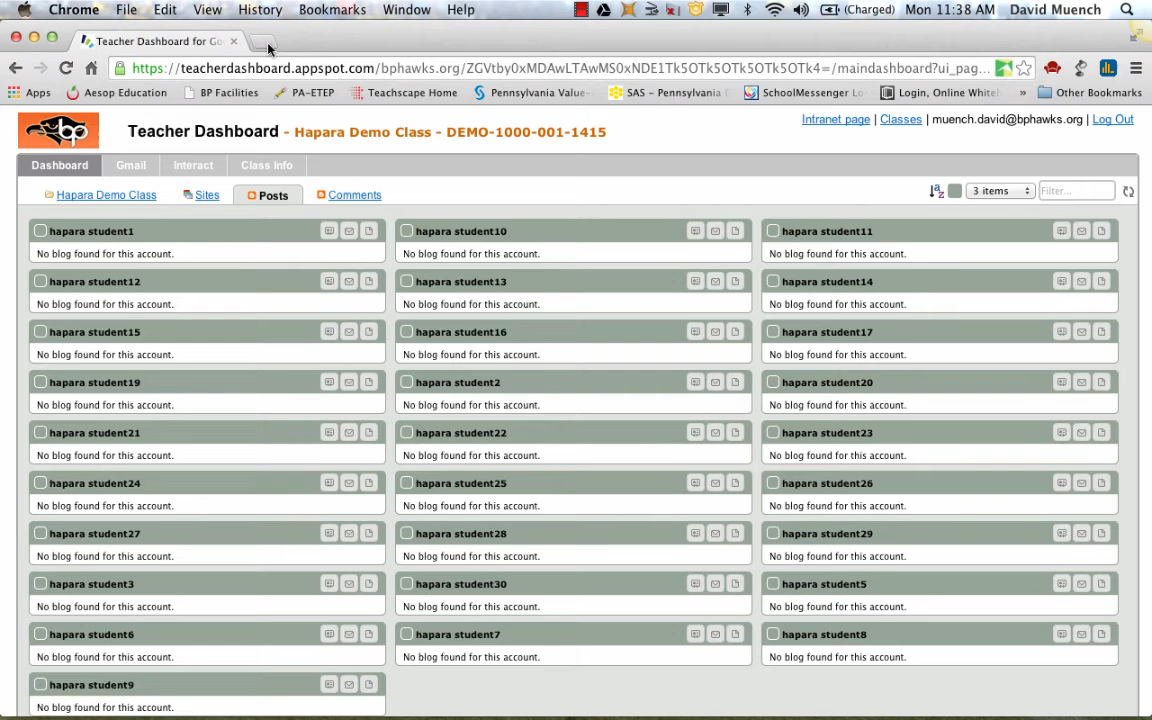 Chrome File Edit View History Bookmarks Window Help (Charged) Mon 11:38 AM David Muench
Teacher Dashboard for Go
https://teacherdashboard.appspot.com/bphawks.org/ZGVtby0xMDAwLTAwMS0xNDE1Tk5OTk5OTk5OTk5OTk4=/maindashboard?ui_pag...
Apps Aesop Education BP Facilities PA-ETEP Teachscape Home Pennsylvania Value- SAS - Pennsylvania SchoolMessenger Lo Login, Online Whiteb » Other Bookmarks
bp Teacher Dashboard - Hapara Demo Class - DEMO-1000-001-1415
Intranet page | Classes | muench.david@bphawks.org | Log Out
Dashboard Gmail Interact Class Info
Hapara Demo Class Sites Posts Comments 3 items Filter...
hapara student1 hapara student10 hapara student11
No blog found for this account. No blog found for this account. No blog found for this account.
hapara student12 hapara student13 hapara student14
No blog found for this account. No blog found for this account. No blog found for this account.
hapara student15 hapara student16 hapara student17
No blog found for this account. No blog found for this account. No blog found for this account.
hapara student19 hapara student2 hapara student20
No blog found for this account. No blog found for this account. No blog found for this account.
hapara student21 hapara student22 hapara student23
No blog found for this account. No blog found for this account. No blog found for this account.
hapara student24 hapara student25 hapara student26
No blog found for this account. No blog found for this account. No blog found for this account.
hapara student27 hapara student28 hapara student29
No blog found for this account. No blog found for this account. No blog found for this account.
hapara student3 hapara student30 hapara student5
No blog found for this account. No blog found for this account. No blog found for this account.
hapara student6 hapara student7 hapara student8
No blog found for this account. No blog found for this account. No blog found for this account.
hapara student9
No blog found for this account.